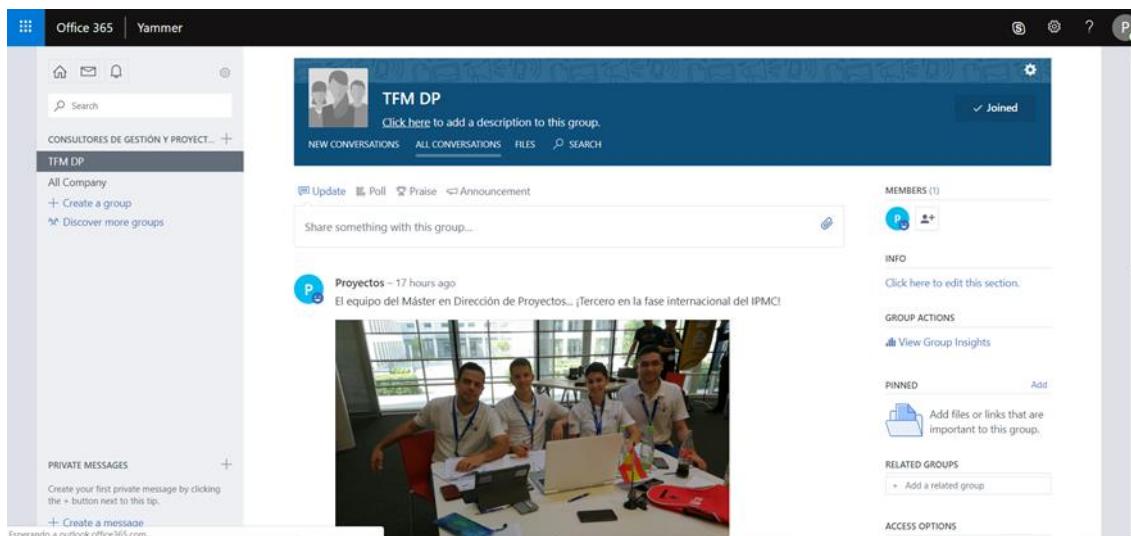 Office 365 Yammer
?
P
Search
CONSULTORES DE GESTIÓN Y PROYECT...
TFM DP
All Company
+ Create a group
Discover more groups
PRIVATE MESSAGES
Create your first private message by clicking
the + button next to this tip.
+ Create a message
Esperando a outlook.office365.com...
TFM DP
Click here to add a description to this group.
Joined
NEW CONVERSATIONS ALL CONVERSATIONS FILES SEARCH
Update Poll Praise Announcement
Share something with this group...
P
Proyectos – 17 hours ago
El equipo del Máster en Dirección de Proyectos... ¡Tercero en la fase internacional del IPMC!
MEMBERS (1)
P
INFO
Click here to edit this section.
GROUP ACTIONS
View Group Insights
PINNED Add
Add files or links that are
important to this group.
RELATED GROUPS
+ Add a related group
ACCESS OPTIONS